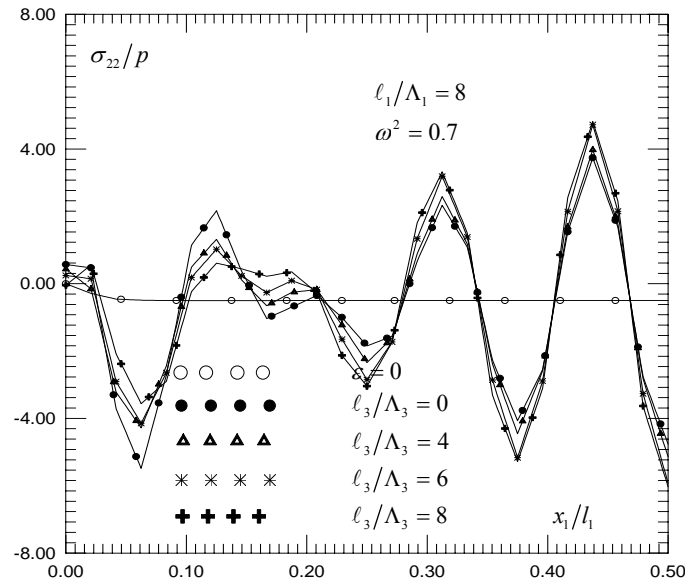 8.00
σ₂₂/p
ℓ₁/Λ₁ = 8
ω² = 0.7
4.00
0.00
ε = 0
ℓ₃/Λ₃ = 0
-4.00
ℓ₃/Λ₃ = 4
ℓ₃/Λ₃ = 6
ℓ₃/Λ₃ = 8
x₁/l₁
-8.00
0.00 0.10 0.20 0.30 0.40 0.50